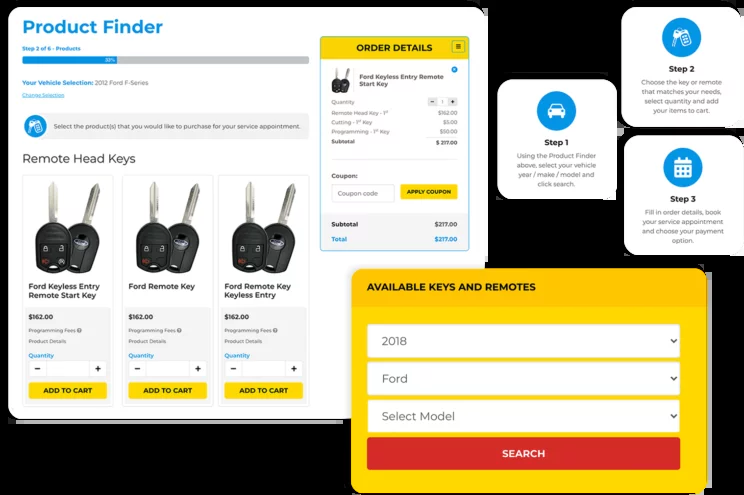 Product Finder
Step 2 of 6 - Products
33%
Your Vehicle Selection: 2012 Ford F-Series
Change Selection
Select the product(s) that you would like to purchase for your service appointment.
Remote Head Keys
Ford Keyless Entry
Remote Start Key
$162.00
Programming Fees
Product Details
Quantity
ADD TO CART
Ford Remote Key
$162.00
Programming Fees
Product Details
Quantity
ADD TO CART
Ford Remote Key
Keyless Entry
$162.00
Programming Fees
Product Details
Quantity
ADD TO CART
ORDER DETAILS
Ford Keyless Entry Remote
Start Key
Quantity
- 1 +
Remote Head Key - 1st $162.00
Cutting - 1st Key $5.00
Programming - 1st Key $50.00
Subtotal $ 217.00
Coupon:
Coupon code
APPLY COUPON
Subtotal $217.00
Total $217.00
Step 1
Using the Product Finder
above, select your vehicle
year / make / model and
click search.
Step 2
Choose the key or remote
that matches your needs,
select quantity and add
your items to cart.
Step 3
Fill in order details, book
your service appointment
and choose your payment
option.
AVAILABLE KEYS AND REMOTES
2018
Ford
Select Model
SEARCH